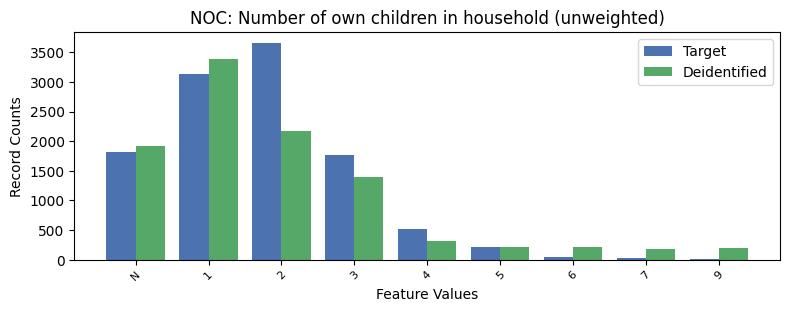 NOC: Number of own children in household (unweighted)
Target
Deidentified
Record Counts
3500
3000
2500
2000
1500
1000
500
0
N 1 2 3 4 5 6 7 9
Feature Values